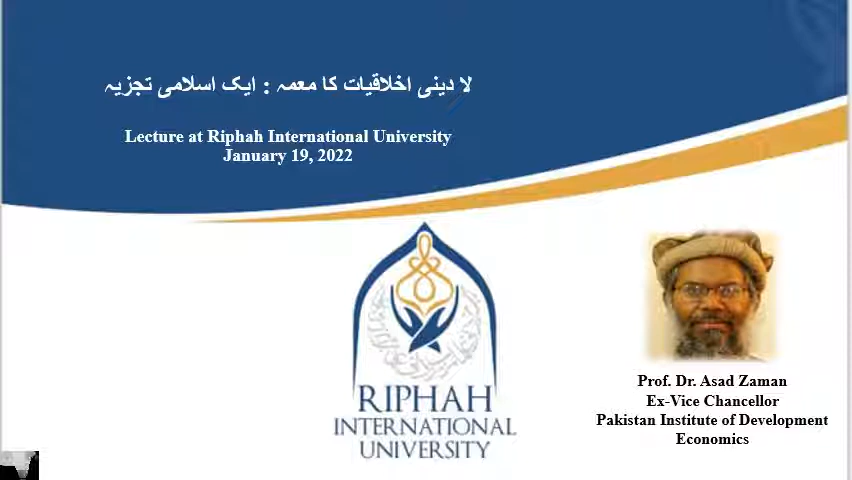 لا دینی اخلاقیات کا معمہ : ایک اسلامی تجزیہ
Lecture at Riphah International University
January 19, 2022
RIPHAH
INTERNATIONAL
UNIVERSITY
Prof. Dr. Asad Zaman
Ex-Vice Chancellor
Pakistan Institute of Development
Economics